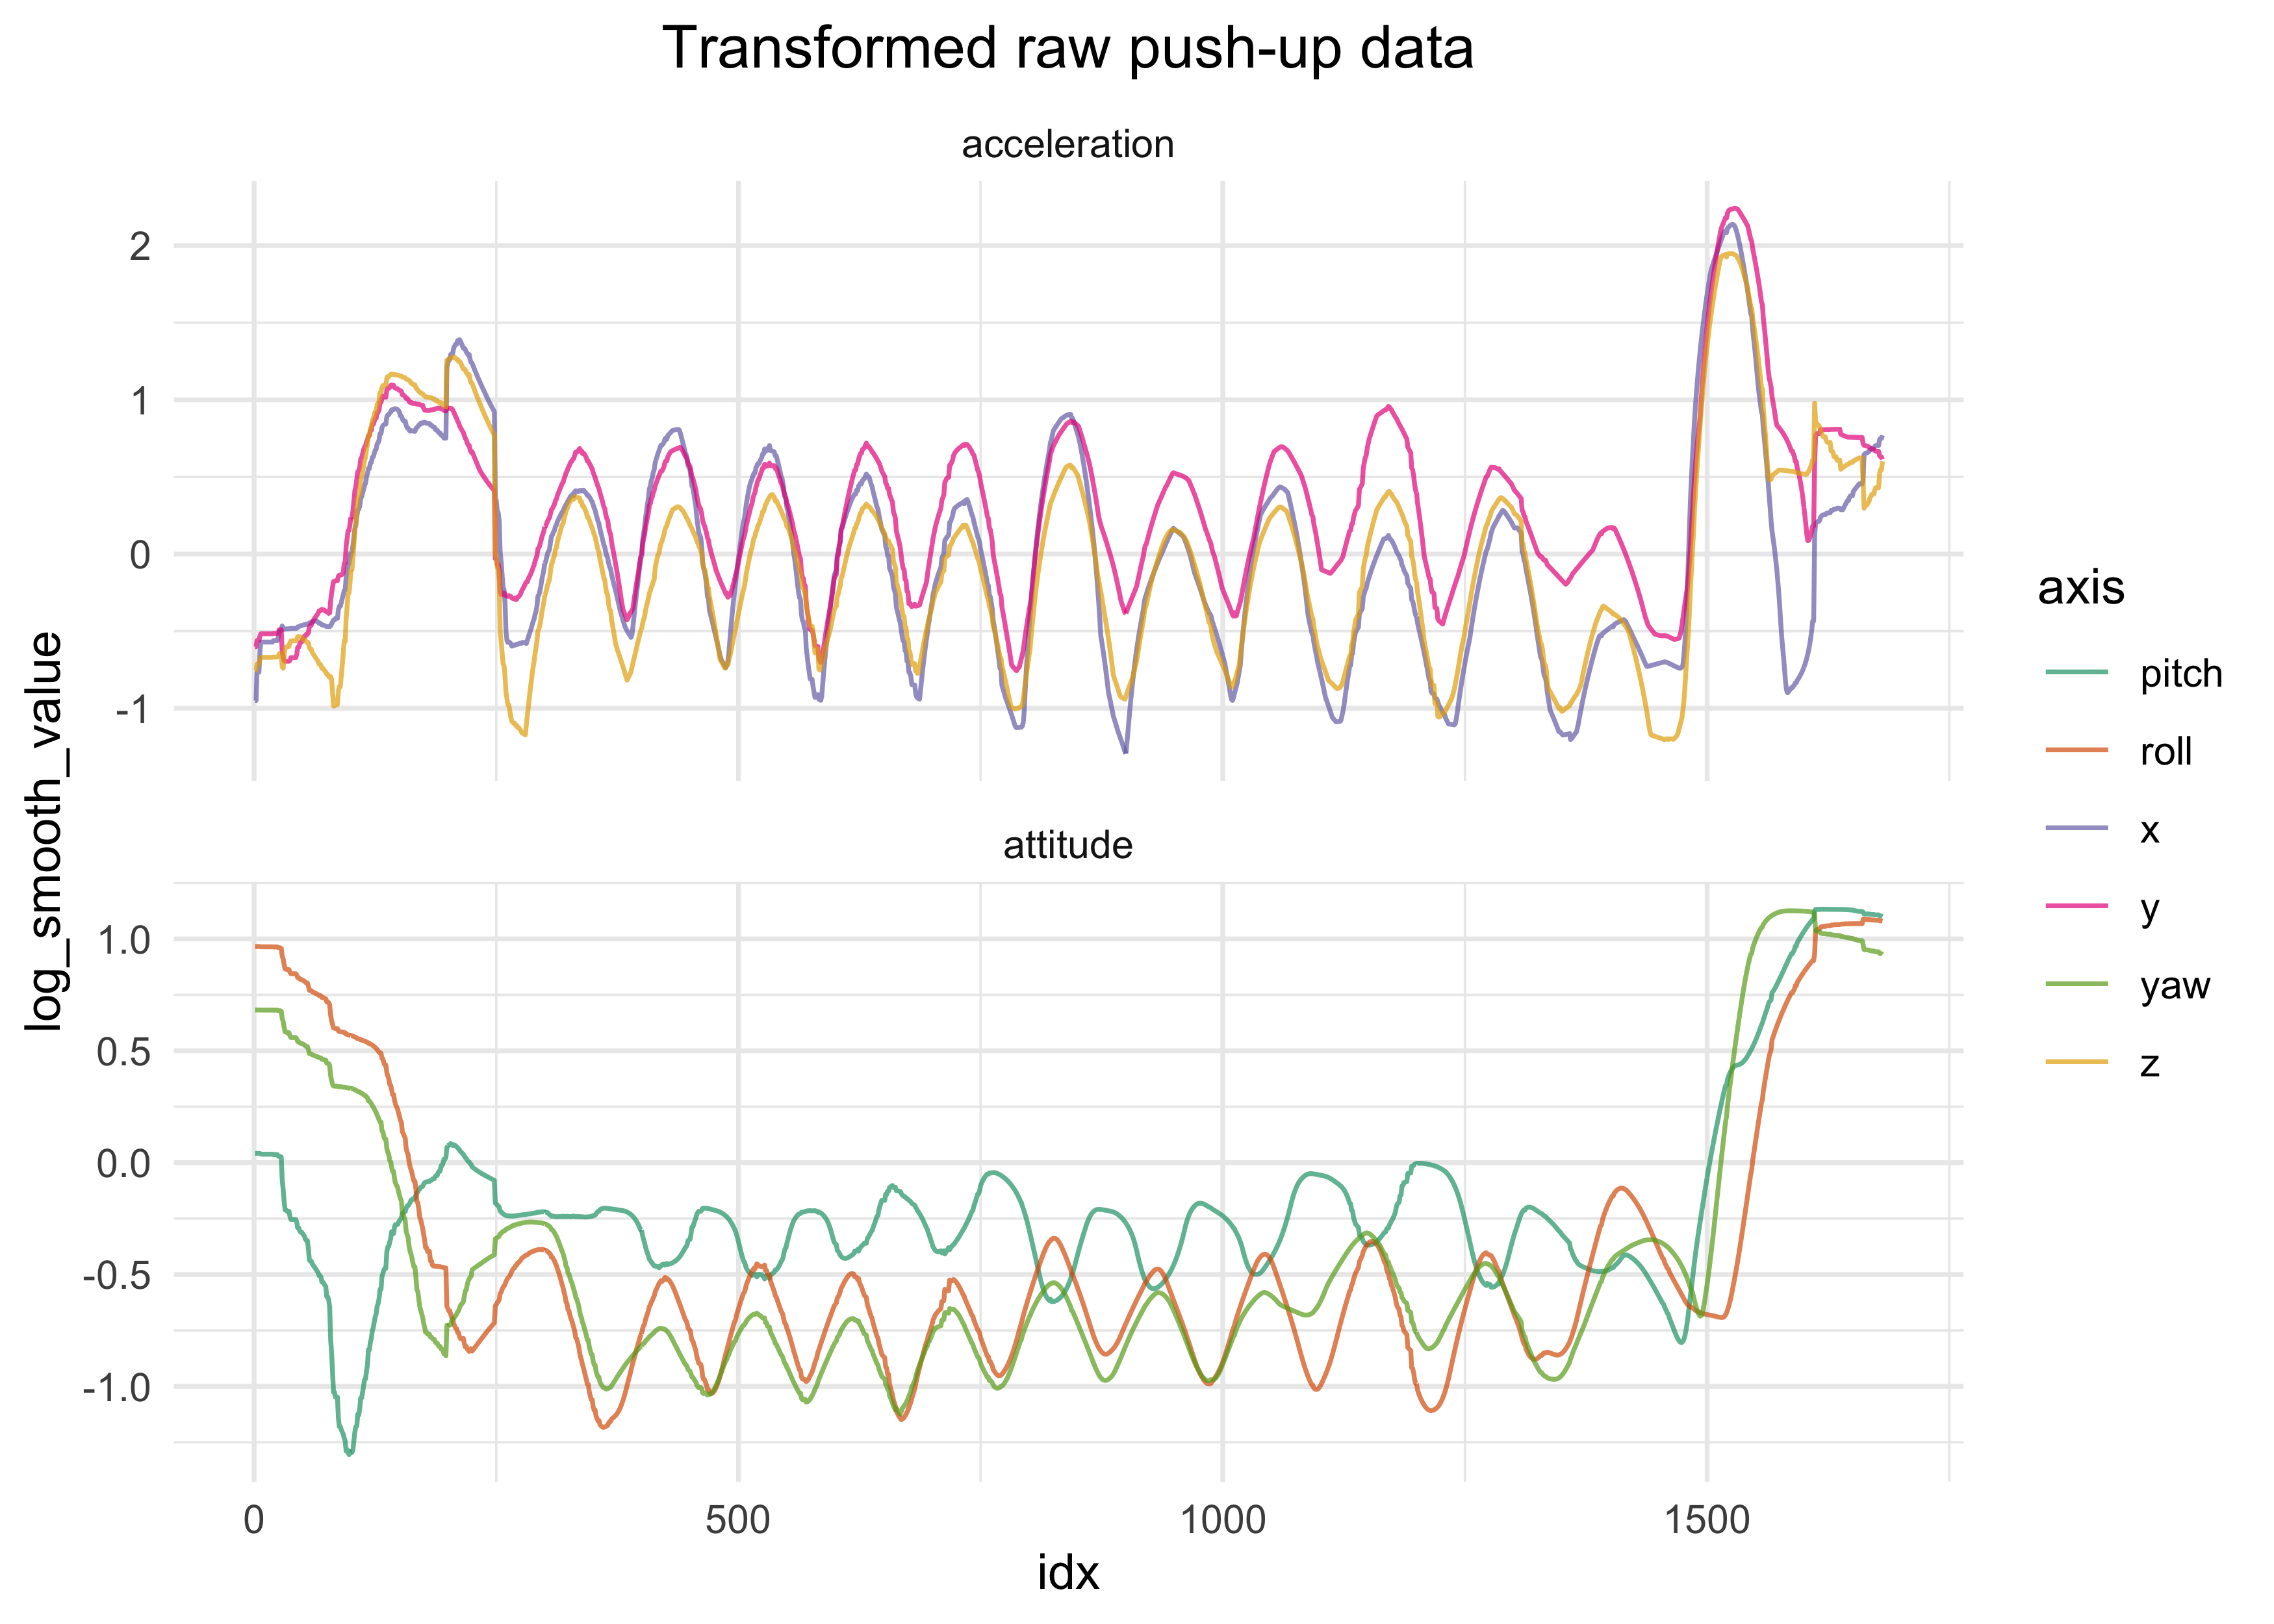 Transformed raw push-up data
acceleration
2
1
0
-1
attitude
1.0
0.5
0.0
-0.5
-1.0
0 500 1000 1500
idx
log_smooth_value
axis
pitch
roll
x
y
yaw
z